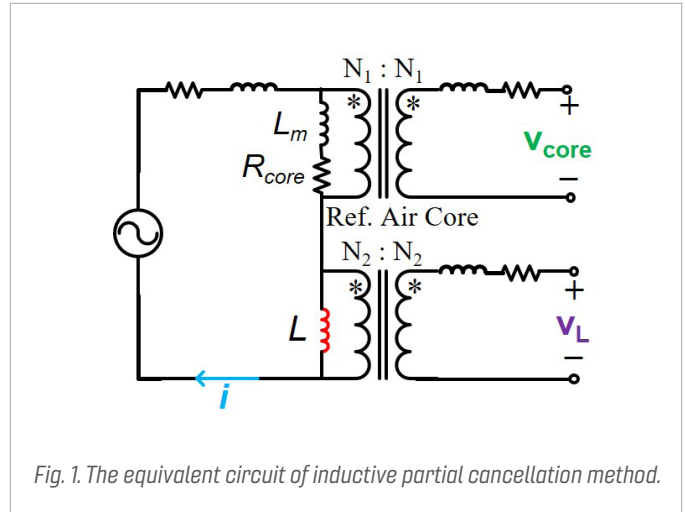 N1 : N1
* *
Lm
Rcore
+
vcore
−
Ref. Air Core
N2 : N2
* *
L
+
vL
−
i
Fig. 1. The equivalent circuit of inductive partial cancellation method.